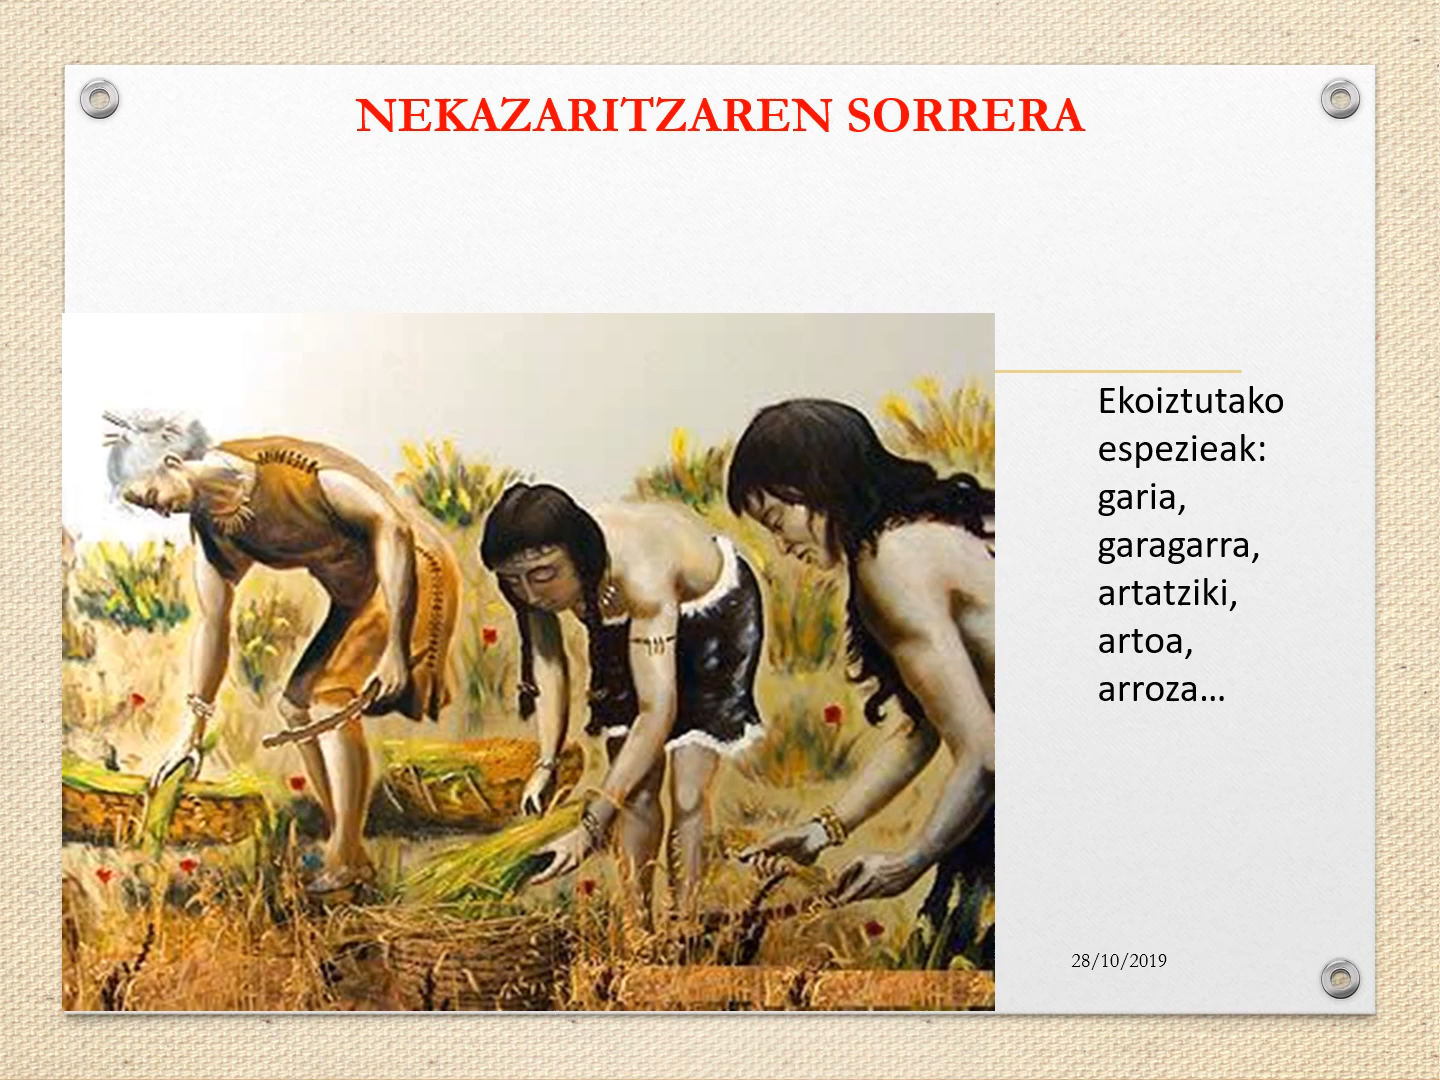 NEKAZARITZAREN SORRERA
Ekoiztutako
espezieak:
garia,
garagarra,
artatziki,
artoa,
arroza…
28/10/2019